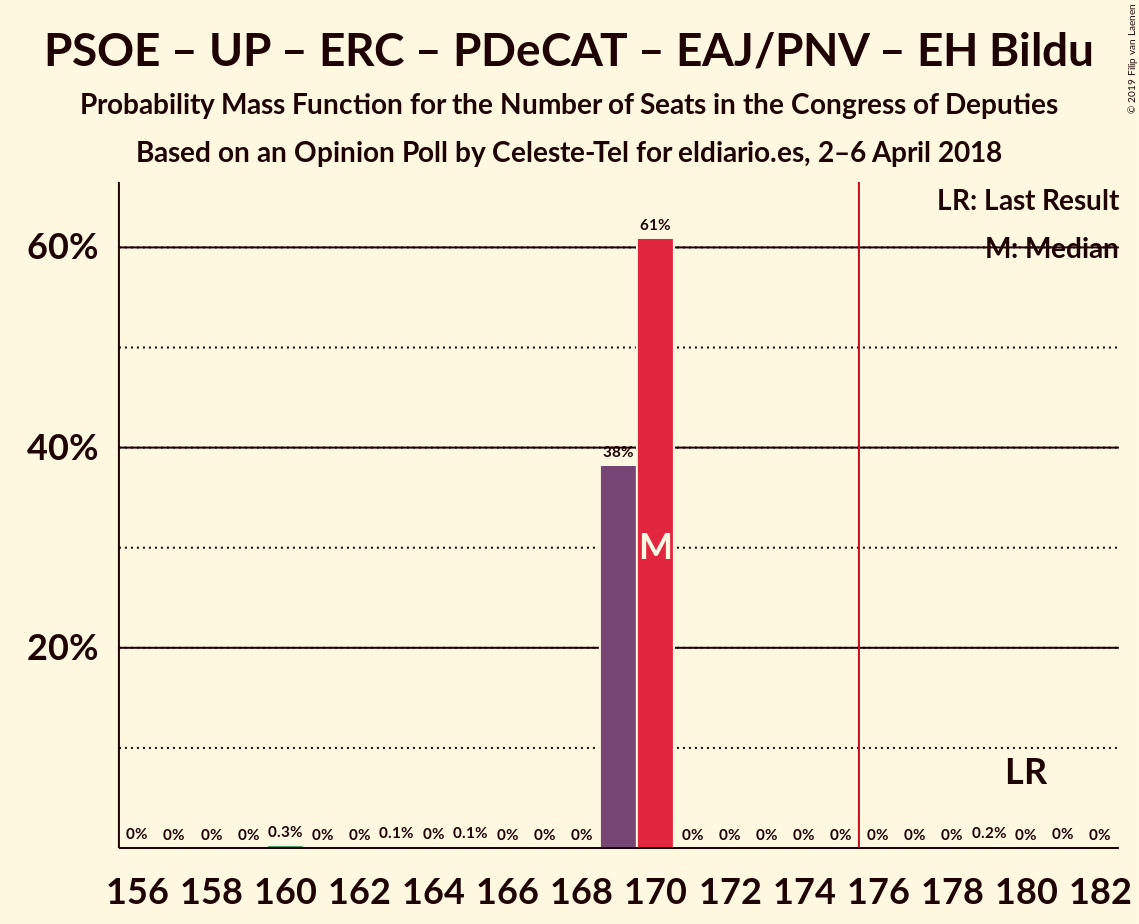 PSOE – UP – ERC – PDeCAT – EAJ/PNV – EH Bildu
Probability Mass Function for the Number of Seats in the Congress of Deputies
Based on an Opinion Poll by Celeste-Tel for eldiario.es, 2–6 April 2018
© 2019 Filip van Laenen
LR: Last Result
M: Median
60%
40%
20%
61%
38%
M
LR
0% 0% 0% 0% 0.3% 0% 0% 0.1% 0% 0.1% 0% 0% 0% 0% 0% 0% 0% 0% 0% 0% 0% 0.2% 0% 0% 0%
156 158 160 162 164 166 168 170 172 174 176 178 180 182